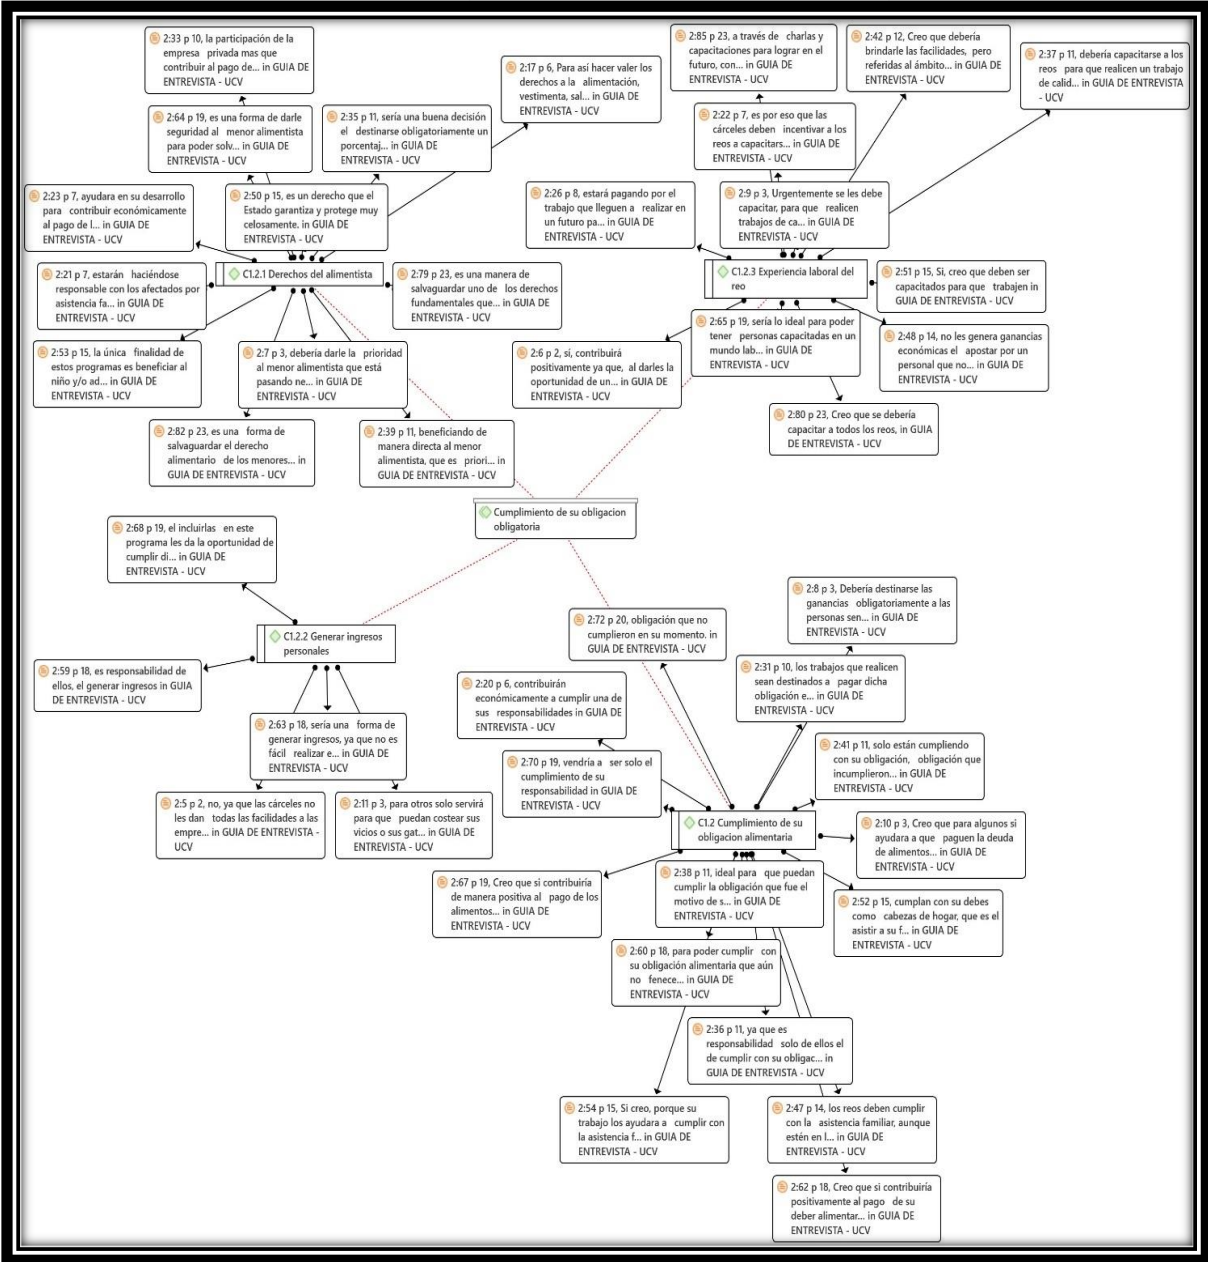 2:33 p 10, la participación de la
empresa privada mas que
contribuir al pago de... in GUIA DE
ENTREVISTA - UCV
2:64 p 19, es una forma de darle
seguridad al menor alimentista
para poder solv... in GUIA DE
ENTREVISTA - UCV
2:35 p 11, sería una buena decisión
el destinarse obligatoriamente un
porcentaj... in GUIA DE
ENTREVISTA - UCV
2:17 p 6, Para así hacer valer los
derechos a la alimentación,
vestimenta, sal... in GUIA DE
ENTREVISTA - UCV
2:23 p 7, ayudara en su desarrollo
para contribuir económicamente
al pago de l... in GUIA DE
ENTREVISTA - UCV
2:50 p 15, es un derecho que el
Estado garantiza y protege muy
celosamente. in GUIA DE
ENTREVISTA - UCV
2:21 p 7, estarán haciéndose
responsable con los afectados por
asistencia fa... in GUIA DE
ENTREVISTA - UCV
C1.2.1 Derechos del alimentista
2:79 p 23, es una manera de
salvaguardar uno de los derechos
fundamentales que... in GUIA DE
ENTREVISTA - UCV
2:53 p 15, la única finalidad de
estos programas es beneficiar al
niño y/o ad... in GUIA DE
ENTREVISTA - UCV
2:7 p 3, debería darle la prioridad
al menor alimentista que está
pasando ne... in GUIA DE
ENTREVISTA - UCV
2:82 p 23, es una forma de
salvaguardar el derecho
alimentario de los menores... in
GUIA DE ENTREVISTA - UCV
2:39 p 11, beneficiando de
manera directa al menor
alimentista, que es priori... in
GUIA DE ENTREVISTA - UCV
2:85 p 23, a través de charlas y
capacitaciones para lograr en el
futuro, con... in GUIA DE
ENTREVISTA - UCV
2:42 p 12, Creo que debería
brindarle las facilidades, pero
referidas al ámbito... in GUIA DE
ENTREVISTA - UCV
2:37 p 11, debería capacitarse a los
reos para que realicen un trabajo
de calid... in GUIA DE ENTREVISTA
- UCV
2:22 p 7, es por eso que las
cárceles deben incentivar a los
reos a capacitars... in GUIA DE
ENTREVISTA - UCV
2:26 p 8, estará pagando por el
trabajo que lleguen a realizar en
un futuro pa... in GUIA DE
ENTREVISTA - UCV
2:9 p 3, Urgentemente se les debe
capacitar, para que realicen
trabajos de ca... in GUIA DE
ENTREVISTA - UCV
C1.2.3 Experiencia laboral del
reo
2:51 p 15, Si, creo que deben ser
capacitados para que trabajen in
GUIA DE ENTREVISTA - UCV
2:65 p 19, sería lo ideal para poder
tener personas capacitadas en un
mundo lab... in GUIA DE
ENTREVISTA - UCV
2:48 p 14, no les genera ganancias
económicas el apostar por un
personal que no... in GUIA DE
ENTREVISTA - UCV
2:6 p 2, sí, contribuirá
positivamente ya que, al darles la
oportunidad de un... in GUIA DE
ENTREVISTA - UCV
2:80 p 23, Creo que se debería
capacitar a todos los reos, in GUIA
DE ENTREVISTA - UCV
Cumplimiento de su obligacion
obligatoria
2:68 p 19, el incluirlas en este
programa les da la oportunidad de
cumplir di... in GUIA DE
ENTREVISTA - UCV
C1.2.2 Generar ingresos
personales
2:59 p 18, es responsabilidad de
ellos, el generar ingresos in GUIA
DE ENTREVISTA - UCV
2:63 p 18, sería una forma de
generar ingresos, ya que no es
fácil realizar e... in GUIA DE
ENTREVISTA - UCV
2:5 p 2, no, ya que las cárceles no
les dan todas las facilidades a las
empre... in GUIA DE ENTREVISTA -
UCV
2:11 p 3, para otros solo servirá
para que puedan costear sus
vicios o sus gat... in GUIA DE
ENTREVISTA - UCV
2:72 p 20, obligación que no
cumplieron en su momento. in
GUIA DE ENTREVISTA - UCV
2:8 p 3, Debería destinarse las
ganancias obligatoriamente a las
personas sen... in GUIA DE
ENTREVISTA - UCV
2:31 p 10, los trabajos que realicen
sean destinados a pagar dicha
obligación e... in GUIA DE
ENTREVISTA - UCV
2:20 p 6, contribuirán
económicamente a cumplir una de
sus responsabilidades in GUIA DE
ENTREVISTA - UCV
2:41 p 11, solo están cumpliendo
con su obligación, obligación que
incumplieron... in GUIA DE
ENTREVISTA - UCV
2:70 p 19, vendría a ser solo el
cumplimiento de su
responsabilidad in GUIA DE
ENTREVISTA - UCV
C1.2 Cumplimiento de su
obligacion alimentaria
2:10 p 3, Creo que para algunos si
ayudara a que paguen la deuda
de alimentos... in GUIA DE
ENTREVISTA - UCV
2:67 p 19, Creo que si contribuiría
de manera positiva al pago de los
alimentos... in GUIA DE
ENTREVISTA - UCV
2:38 p 11, ideal para que puedan
cumplir la obligación que fue el
motivo de s... in GUIA DE
ENTREVISTA - UCV
2:52 p 15, cumplan con su debes
como cabezas de hogar, que es el
asistir a su f... in GUIA DE
ENTREVISTA - UCV
2:60 p 18, para poder cumplir con
su obligación alimentaria que aún
no fenece... in GUIA DE
ENTREVISTA - UCV
2:36 p 11, ya que es
responsabilidad solo de ellos el
de cumplir con su obligac... in
GUIA DE ENTREVISTA - UCV
2:54 p 15, Si creo, porque su
trabajo los ayudara a cumplir con
la asistencia f... in GUIA DE
ENTREVISTA - UCV
2:47 p 14, los reos deben cumplir
con la asistencia familiar, aunque
estén en l... in GUIA DE
ENTREVISTA - UCV
2:62 p 18, Creo que si contribuiría
positivamente al pago de su
deber alimentar... in GUIA DE
ENTREVISTA - UCV